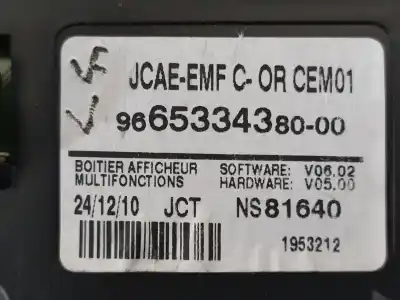 VF
V
JCAE-EMF C- OR CEM01
9665334380-00
BOITIER AFFICHEUR SOFTWARE: V06.02
MULTIFONCTIONS HARDWARE: V05.00
24/12/10 JCT NS81640
1953212